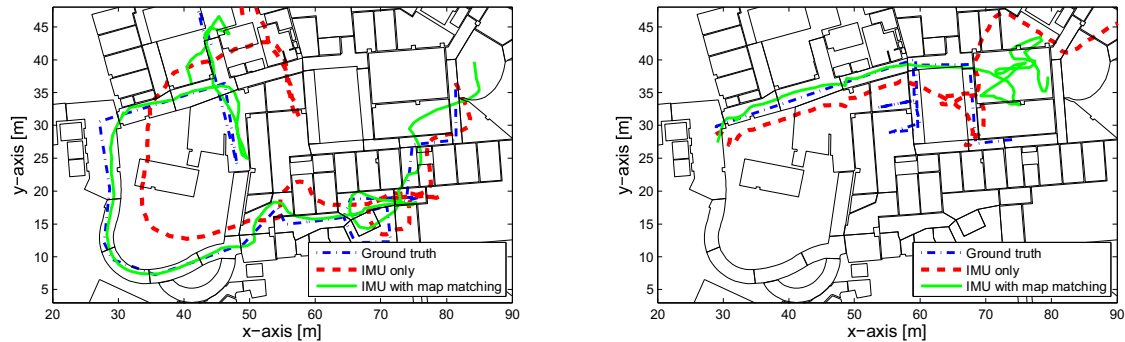 45
40
35
30
25
20
15
10
5
y−axis [m]
20 30 40 50 60 70 80 90
x−axis [m]
Ground truth
IMU only
IMU with map matching
45
40
35
30
25
20
15
10
5
y−axis [m]
20 30 40 50 60 70 80 90
x−axis [m]
Ground truth
IMU only
IMU with map matching